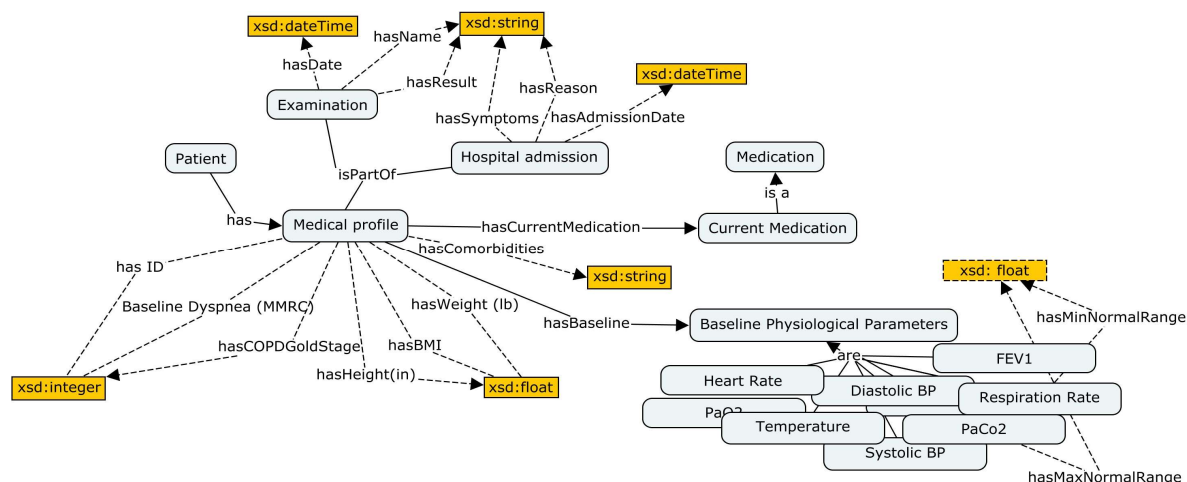 xsd:dateTime
xsd:string
hasName
hasDate
hasResult
xsd:dateTime
hasReason
Examination
hasSymptoms
hasAdmissionDate
Patient
Hospital admission
Medication
isPartOf
is a
has
Medical profile
hasCurrentMedication
Current Medication
hasComorbidities
has ID
xsd:string
xsd: float
Baseline Dyspnea (MMRC)
hasWeight (lb)
hasBaseline
Baseline Physiological Parameters
hasMinNormalRange
hasCOPDGoldStage
hasBMI
are
FEV1
hasHeight(in)
xsd:integer
xsd:float
Heart Rate
Diastolic BP
Respiration Rate
PaO2
Temperature
PaCo2
Systolic BP
hasMaxNormalRange